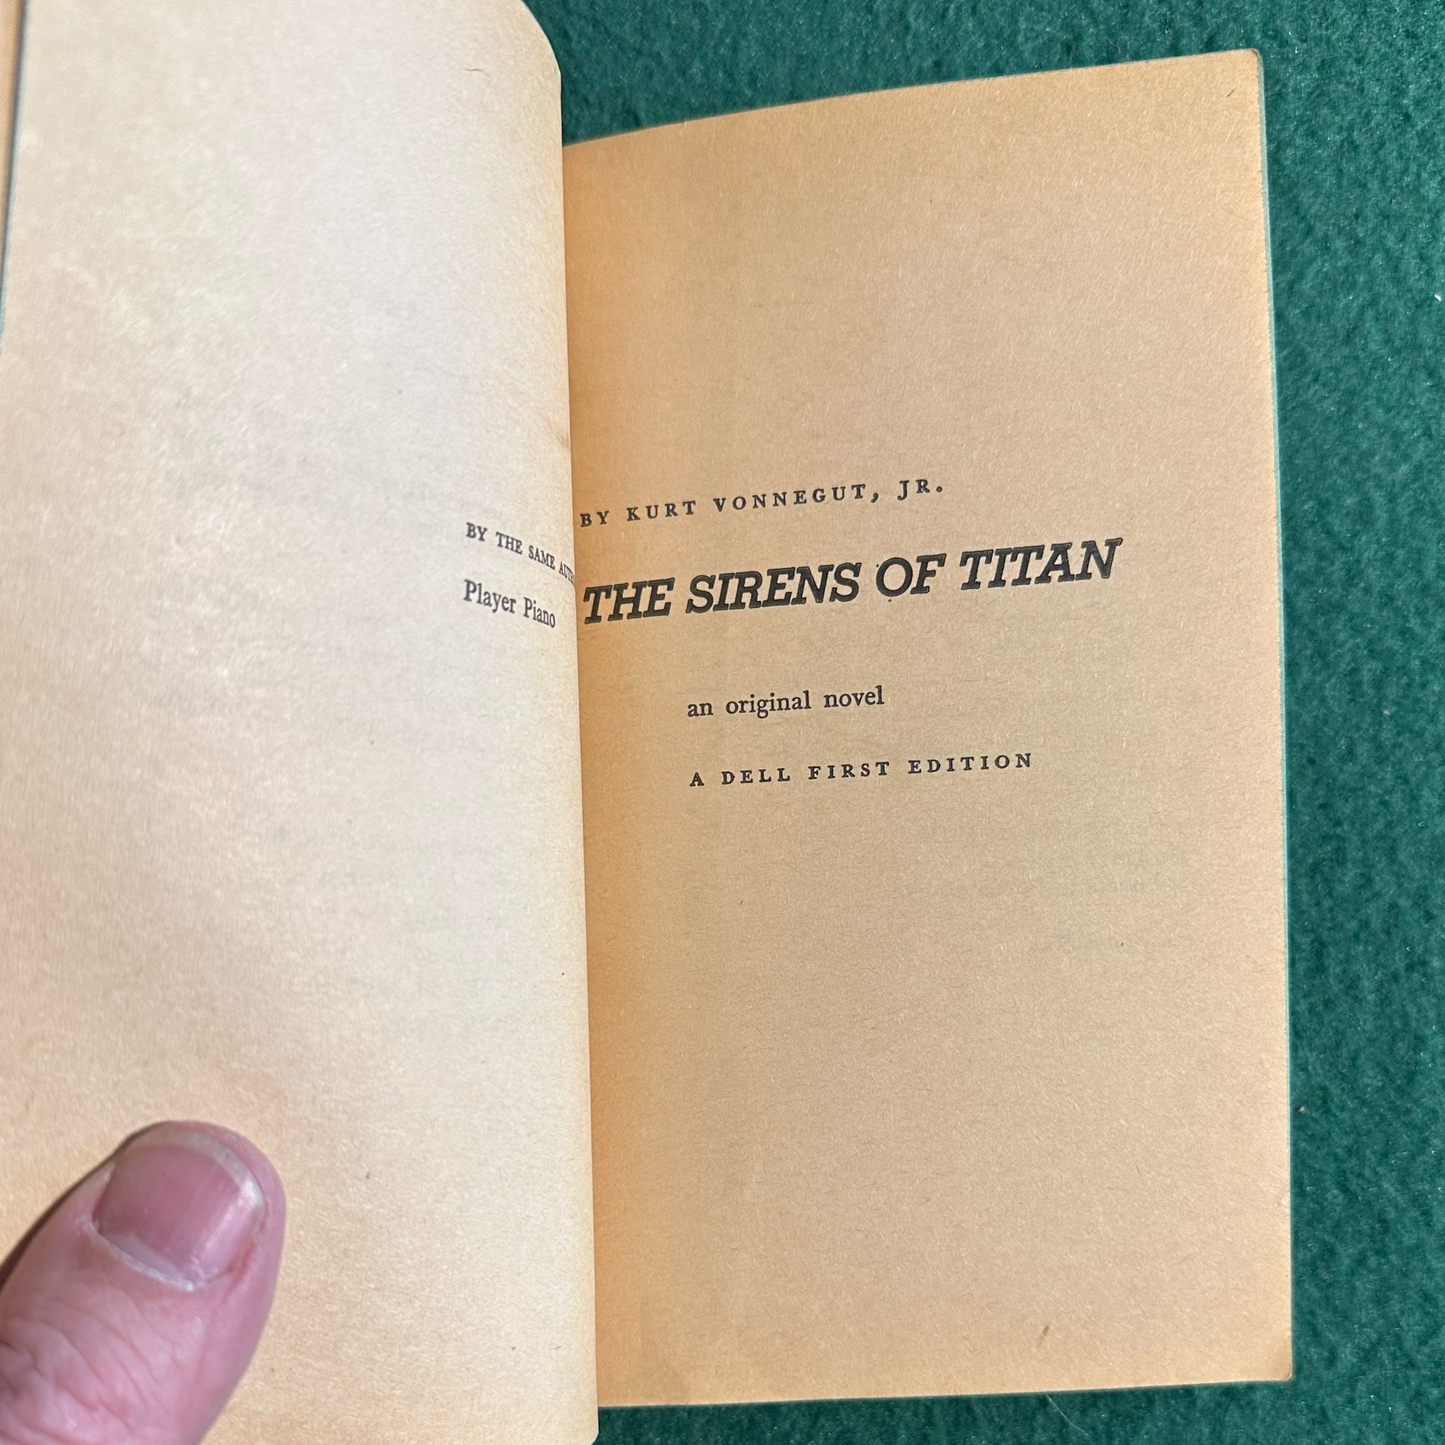 BY THE SAME
Player Piano
BY KURT VONNEGUT, JR.
THE SIRENS OF TITAN
an original novel
A DELL FIRST EDITION